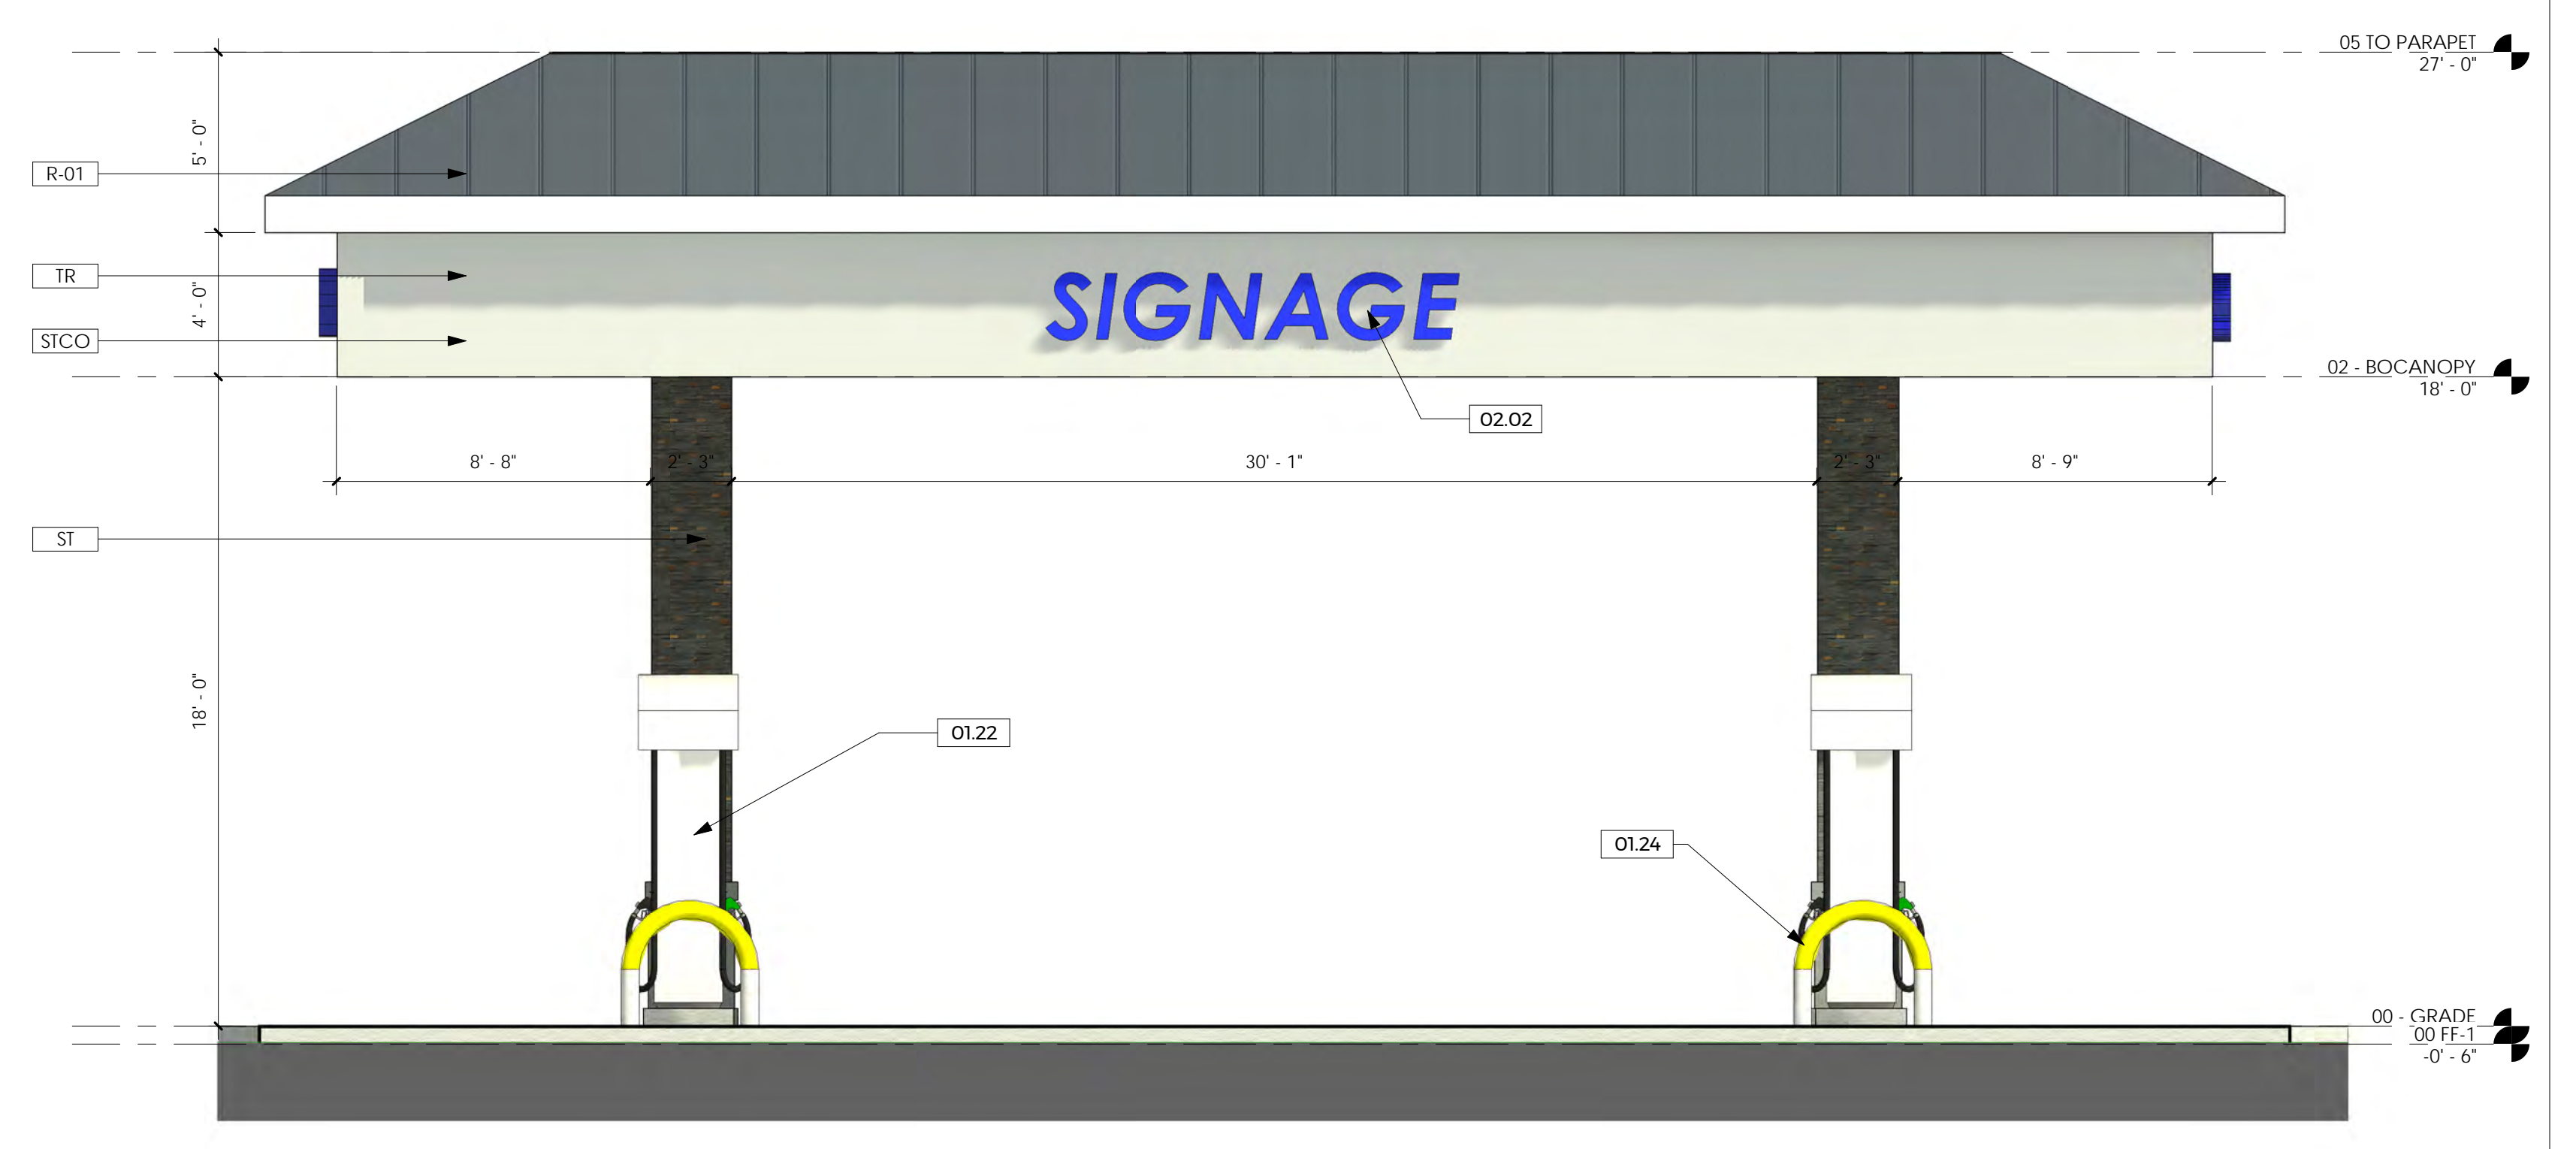 05 TO PARAPET
27' - 0"
5' - 0"
R-01
TR
4' - 0"
SIGNAGE
STCO
02 - BOCANOPY
18' - 0"
02.02
8' - 8"
2' - 3"
30' - 1"
2' - 3"
8' - 9"
ST
18' - 0"
01.22
01.24
00 - GRADE
00 FF-1
-0' - 6"